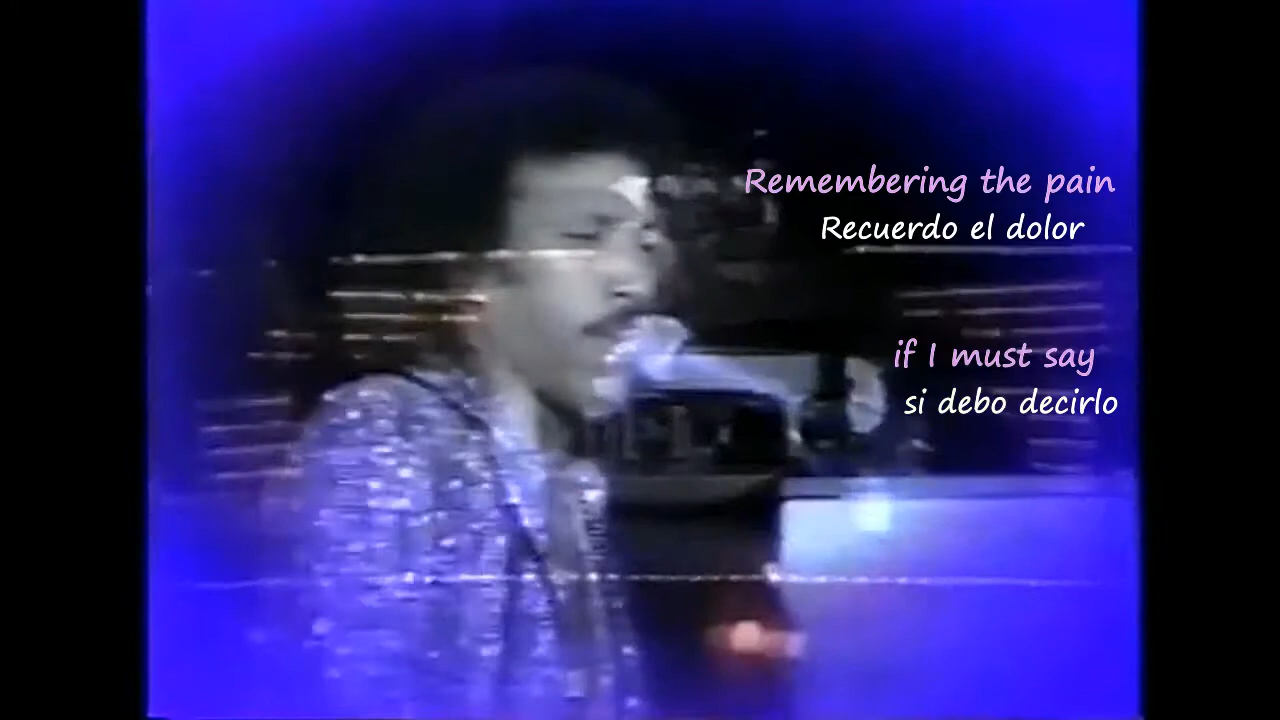 Remembering the pain
Recuerdo el dolor
if I must say
si debo decirlo